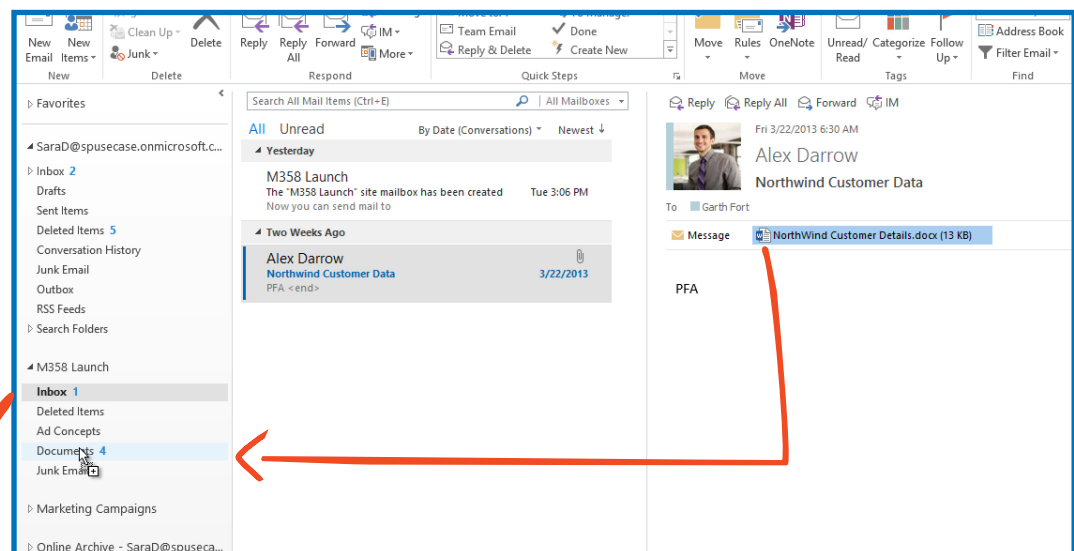 Clean Up
IM
Team Email
Done
New Email
New Items
Junk
Delete
Reply
Reply All
Forward
More
Reply & Delete
Create New
Move
Rules
OneNote
Unread/ Read
Categorize
Follow Up
Address Book
Filter Email
New
Delete
Respond
Quick Steps
Move
Tags
Find
Favorites
SaraD@spusecase.onmicrosoft.c...
Inbox 2
Drafts
Sent Items
Deleted Items 5
Conversation History
Junk Email
Outbox
RSS Feeds
Search Folders
M358 Launch
Inbox 1
Deleted Items
Ad Concepts
Documents 4
Junk Email
Marketing Campaigns
Online Archive - SaraD@spuseca...
Search All Mail Items (Ctrl+E)
All Mailboxes
All Unread
By Date (Conversations) Newest ↓
Yesterday
M358 Launch
The "M358 Launch" site mailbox has been created Tue 3:06 PM
Now you can send mail to
Two Weeks Ago
Alex Darrow
Northwind Customer Data 3/22/2013
PFA <end>
Reply Reply All Forward IM
Fri 3/22/2013 6:30 AM
Alex Darrow
Northwind Customer Data
To Garth Fort
Message NorthWind Customer Details.docx (13 KB)
PFA